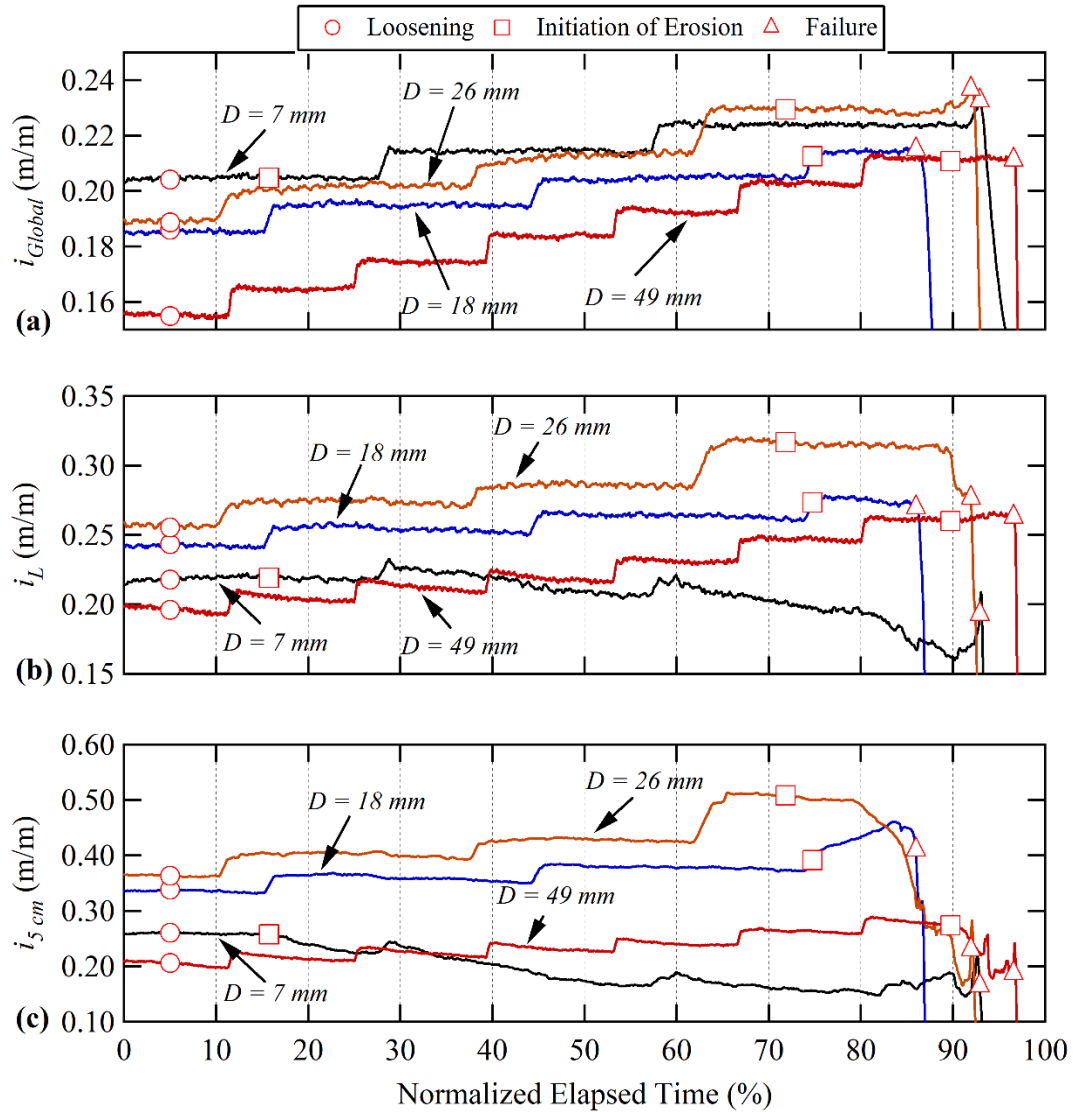 Loosening Initiation of Erosion Failure
0.24
0.22
0.20
0.18
0.16
i_Global (m/m)
D = 7 mm
D = 26 mm
D = 18 mm
D = 49 mm
(a)
0.35
0.30
0.25
0.20
0.15
i_L (m/m)
D = 18 mm
D = 26 mm
D = 7 mm
D = 49 mm
(b)
0.60
0.50
0.40
0.30
0.20
0.10
i_5 cm (m/m)
D = 18 mm
D = 26 mm
D = 49 mm
D = 7 mm
(c)
0 10 20 30 40 50 60 70 80 90 100
Normalized Elapsed Time (%)